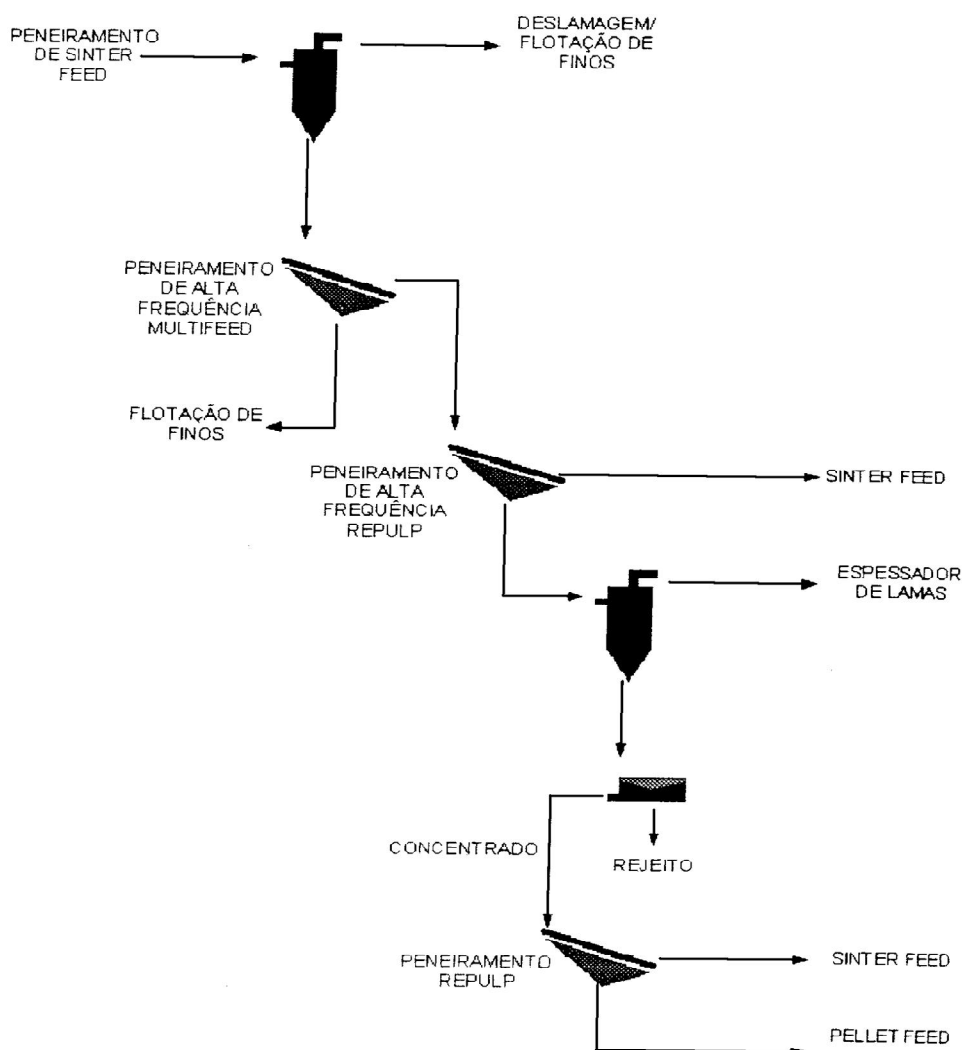 PENEIRAMENTO
DE SINTER
FEED
DESLAMAGEM/
FLOTAÇÃO DE
FINOS
PENEIRAMENTO
DE ALTA
FREQUÊNCIA
MULTIFEED
FLOTAÇÃO DE
FINOS
PENEIRAMENTO
DE ALTA
FREQUÊNCIA
REPULP
SINTER FEED
ESPESSADOR
DE LAMAS
CONCENTRADO
REJEITO
PENEIRAMENTO
REPULP
SINTER FEED
PELLET FEED